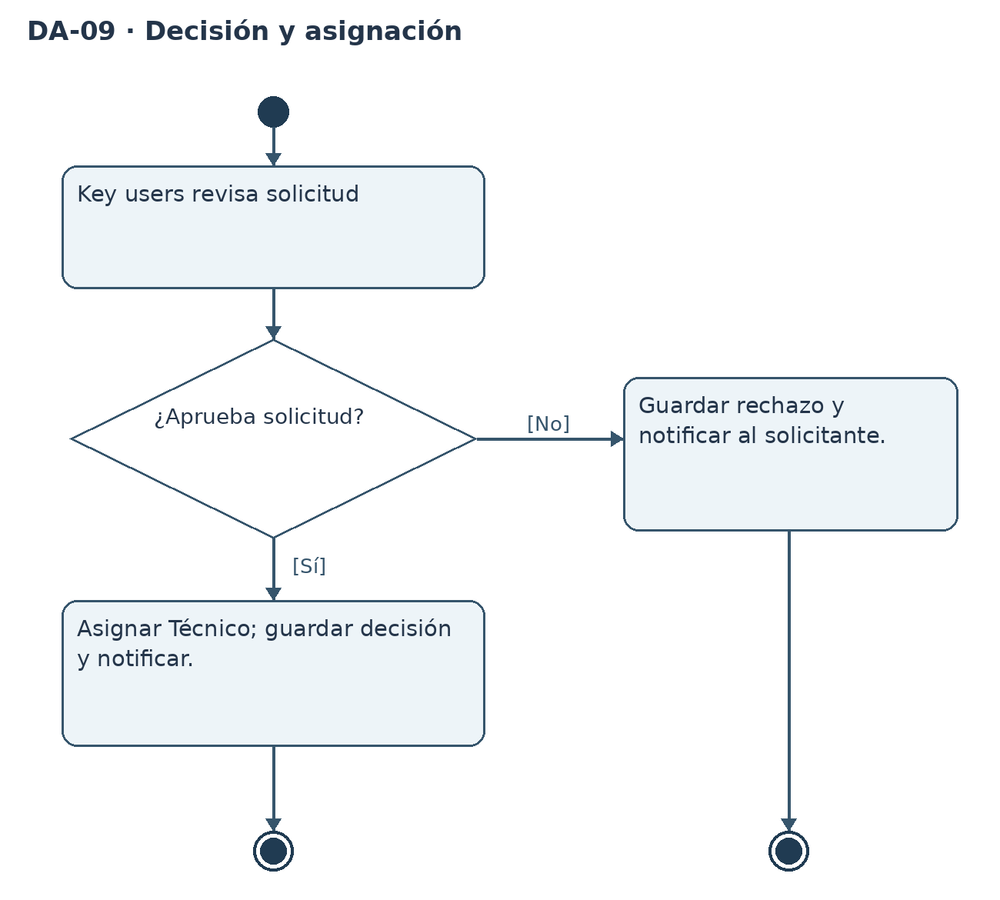 DA-09 · Decisión y asignación
Key users revisa solicitud
¿Aprueba solicitud?
[No]
Guardar rechazo y
notificar al solicitante.
[Sí]
Asignar Técnico; guardar decisión
y notificar.